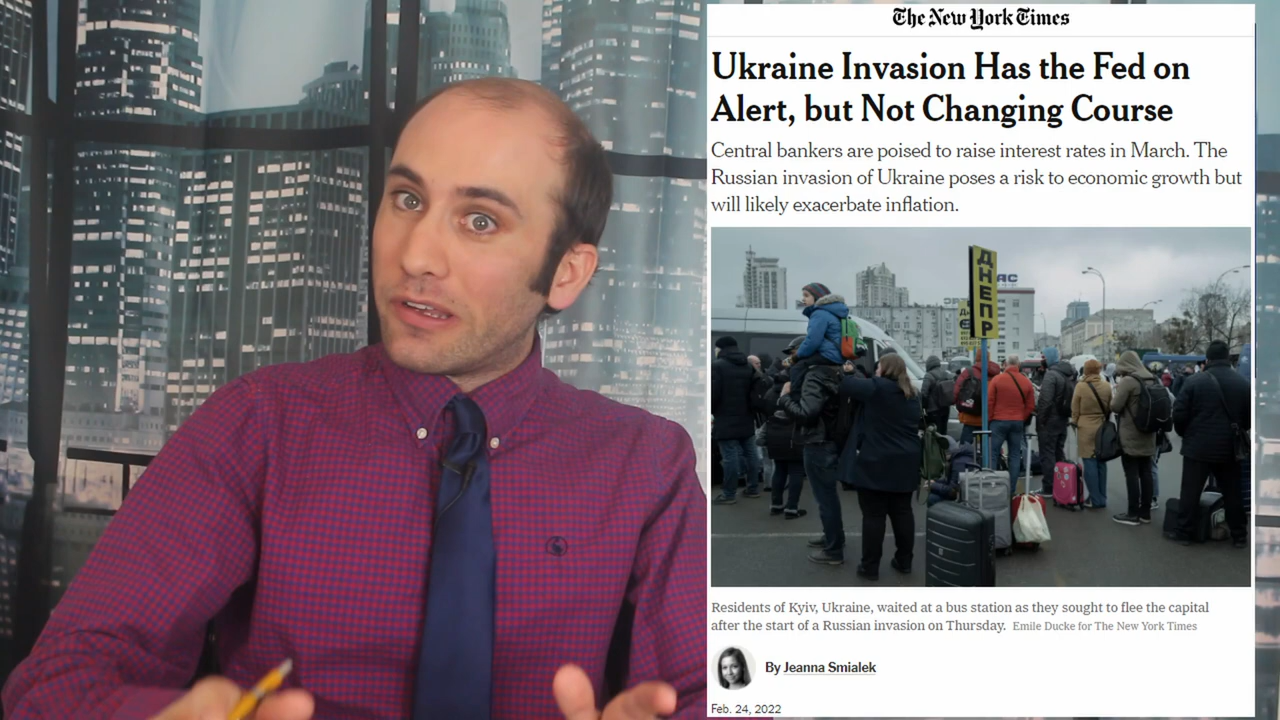 The New York Times
Ukraine Invasion Has the Fed on
Alert, but Not Changing Course
Central bankers are poised to raise interest rates in March. The
Russian invasion of Ukraine poses a risk to economic growth but
will likely exacerbate inflation.
ДНЕПР
Residents of Kyiv, Ukraine, waited at a bus station as they sought to flee the capital
after the start of a Russian invasion on Thursday. Emile Ducke for The New York Times
By Jeanna Smialek
Feb. 24, 2022